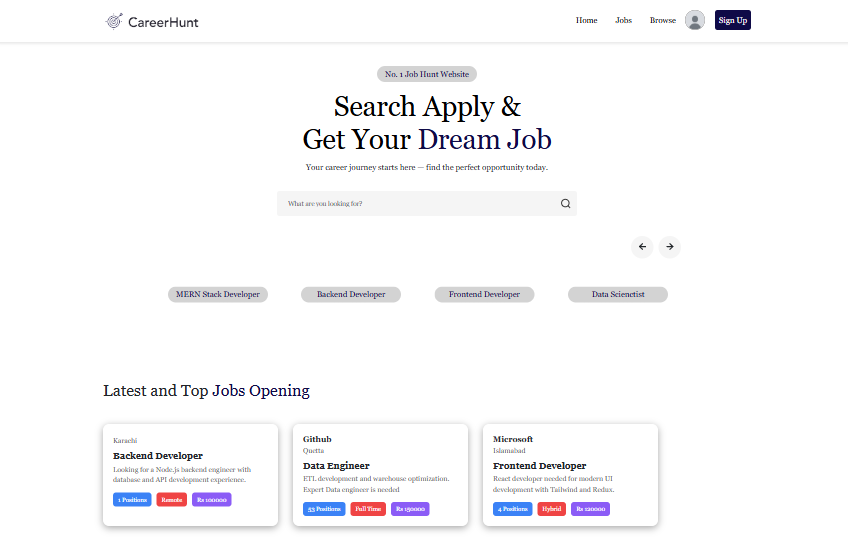 CareerHunt
Home Jobs Browse Sign Up
No. 1 Job Hunt Website
Search Apply &
Get Your Dream Job
Your career journey starts here — find the perfect opportunity today.
What are you looking for?
MERN Stack Developer Backend Developer Frontend Developer Data Scienctist
Latest and Top Jobs Opening
Karachi
Backend Developer
Looking for a Node.js backend engineer with
database and API development experience.
1 Positions Remote Rs 100000
Github
Quetta
Data Engineer
ETL development and warehouse optimization.
Expert Data engineer is needed
53 Positions Full Time Rs 150000
Microsoft
Islamabad
Frontend Developer
React developer needed for modern UI
development with Tailwind and Redux.
4 Positions Hybrid Rs 120000